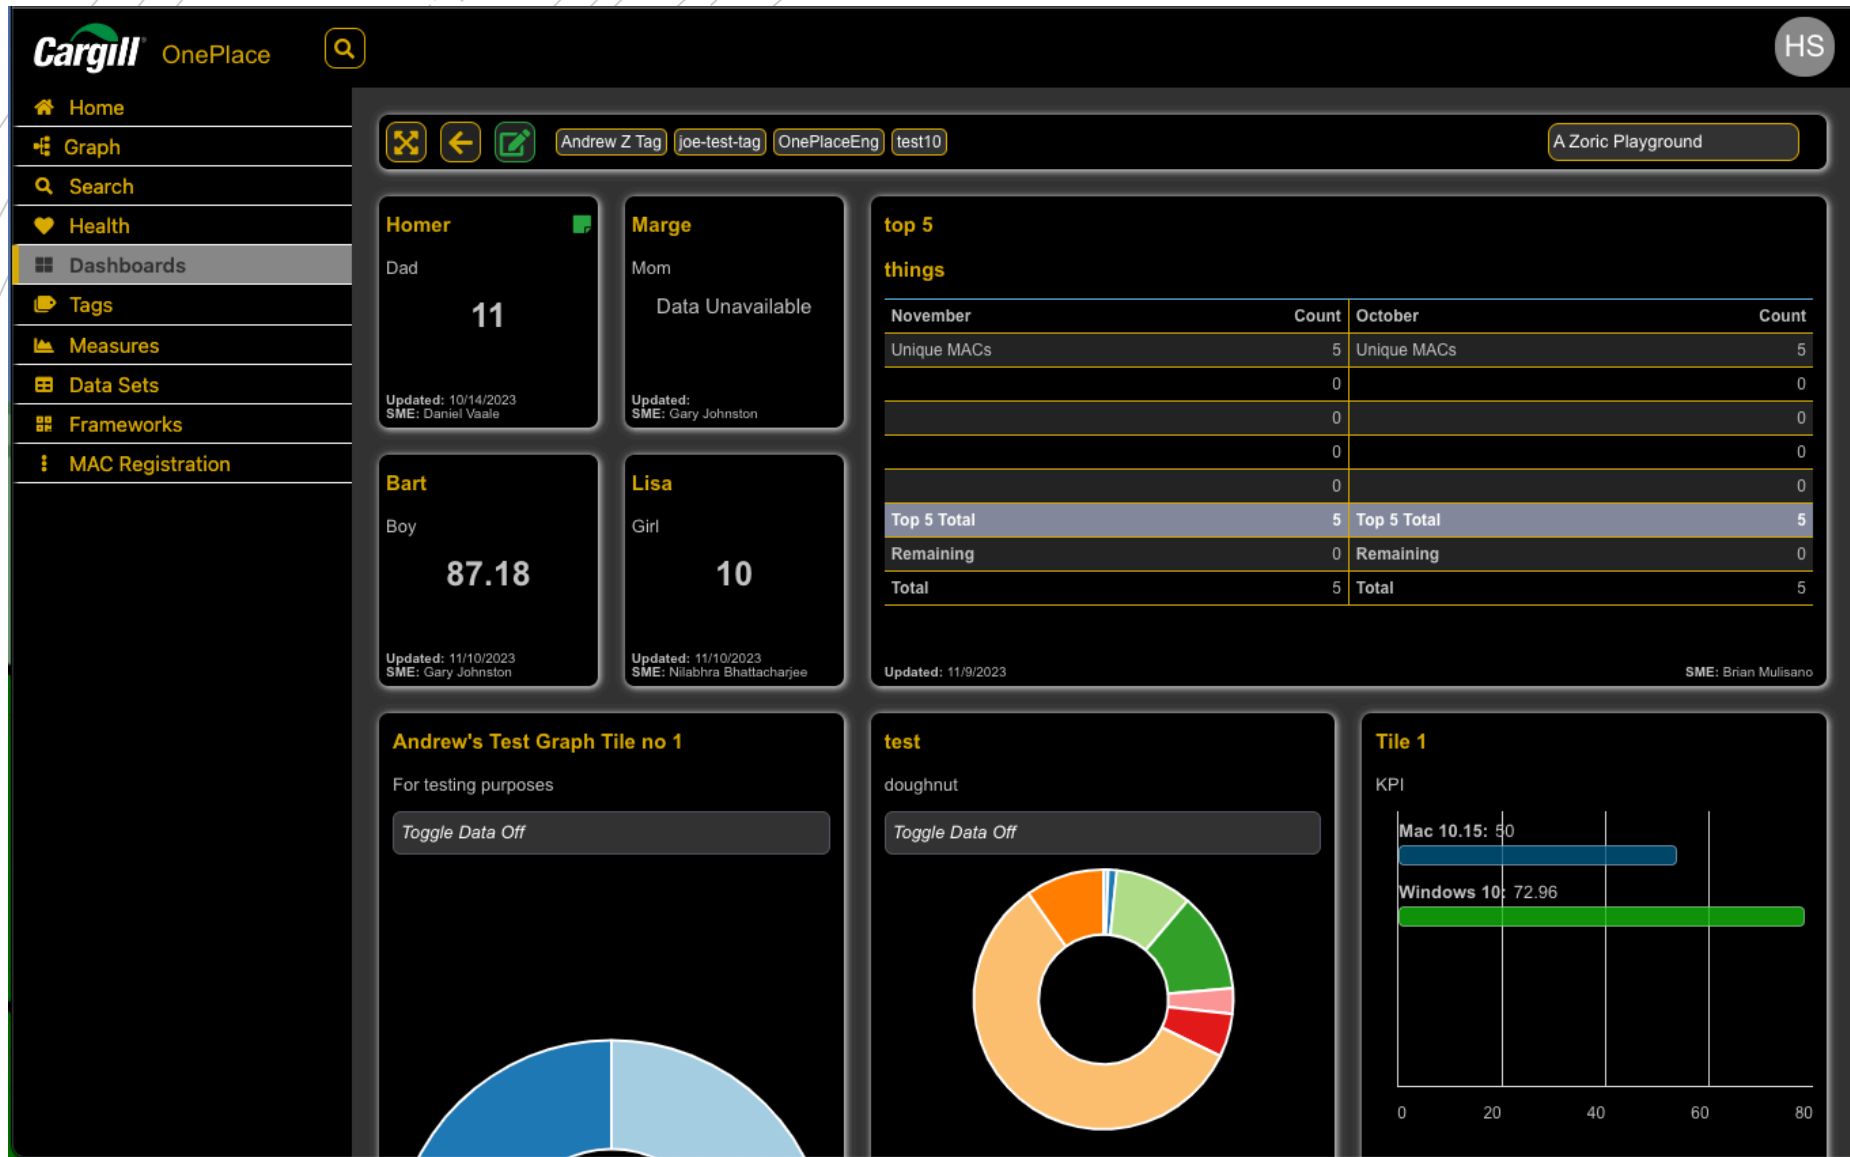 Cargill OnePlace
HS
Home
Graph
Search
Health
Dashboards
Tags
Measures
Data Sets
Frameworks
MAC Registration
Andrew Z Tag joe-test-tag OnePlaceEng test10 A Zoric Playground
Homer
Dad
11
Updated: 10/14/2023
SME: Daniel Vaale
Marge
Mom
Data Unavailable
Updated:
SME: Gary Johnston
top 5
things
November Count October Count
Unique MACs 5 Unique MACs 5
0 0
0 0
0 0
0 0
Top 5 Total 5 Top 5 Total 5
Remaining 0 Remaining 0
Total 5 Total 5
Updated: 11/9/2023 SME: Brian Mulisano
Bart
Boy
87.18
Updated: 11/10/2023
SME: Gary Johnston
Lisa
Girl
10
Updated: 11/10/2023
SME: Nilabhra Bhattacharjee
Andrew's Test Graph Tile no 1
For testing purposes
Toggle Data Off
test
doughnut
Toggle Data Off
Tile 1
KPI
Mac 10.15: 50
Windows 10: 72.96
0 20 40 60 80